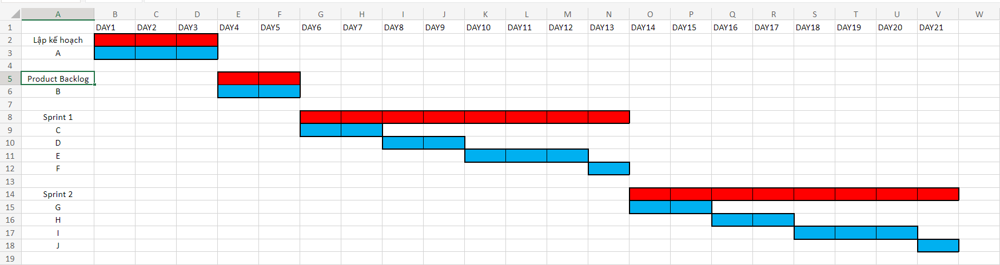 A B C D E F G H I J K L M N O P Q R S T U V W
1 DAY1 DAY2 DAY3 DAY4 DAY5 DAY6 DAY7 DAY8 DAY9 DAY10 DAY11 DAY12 DAY13 DAY14 DAY15 DAY16 DAY17 DAY18 DAY19 DAY20 DAY21
2 Lập kế hoạch
3 A
4
5 Product Backlog
6 B
7
8 Sprint 1
9 C
10 D
11 E
12 F
13
14 Sprint 2
15 G
16 H
17 I
18 J
19